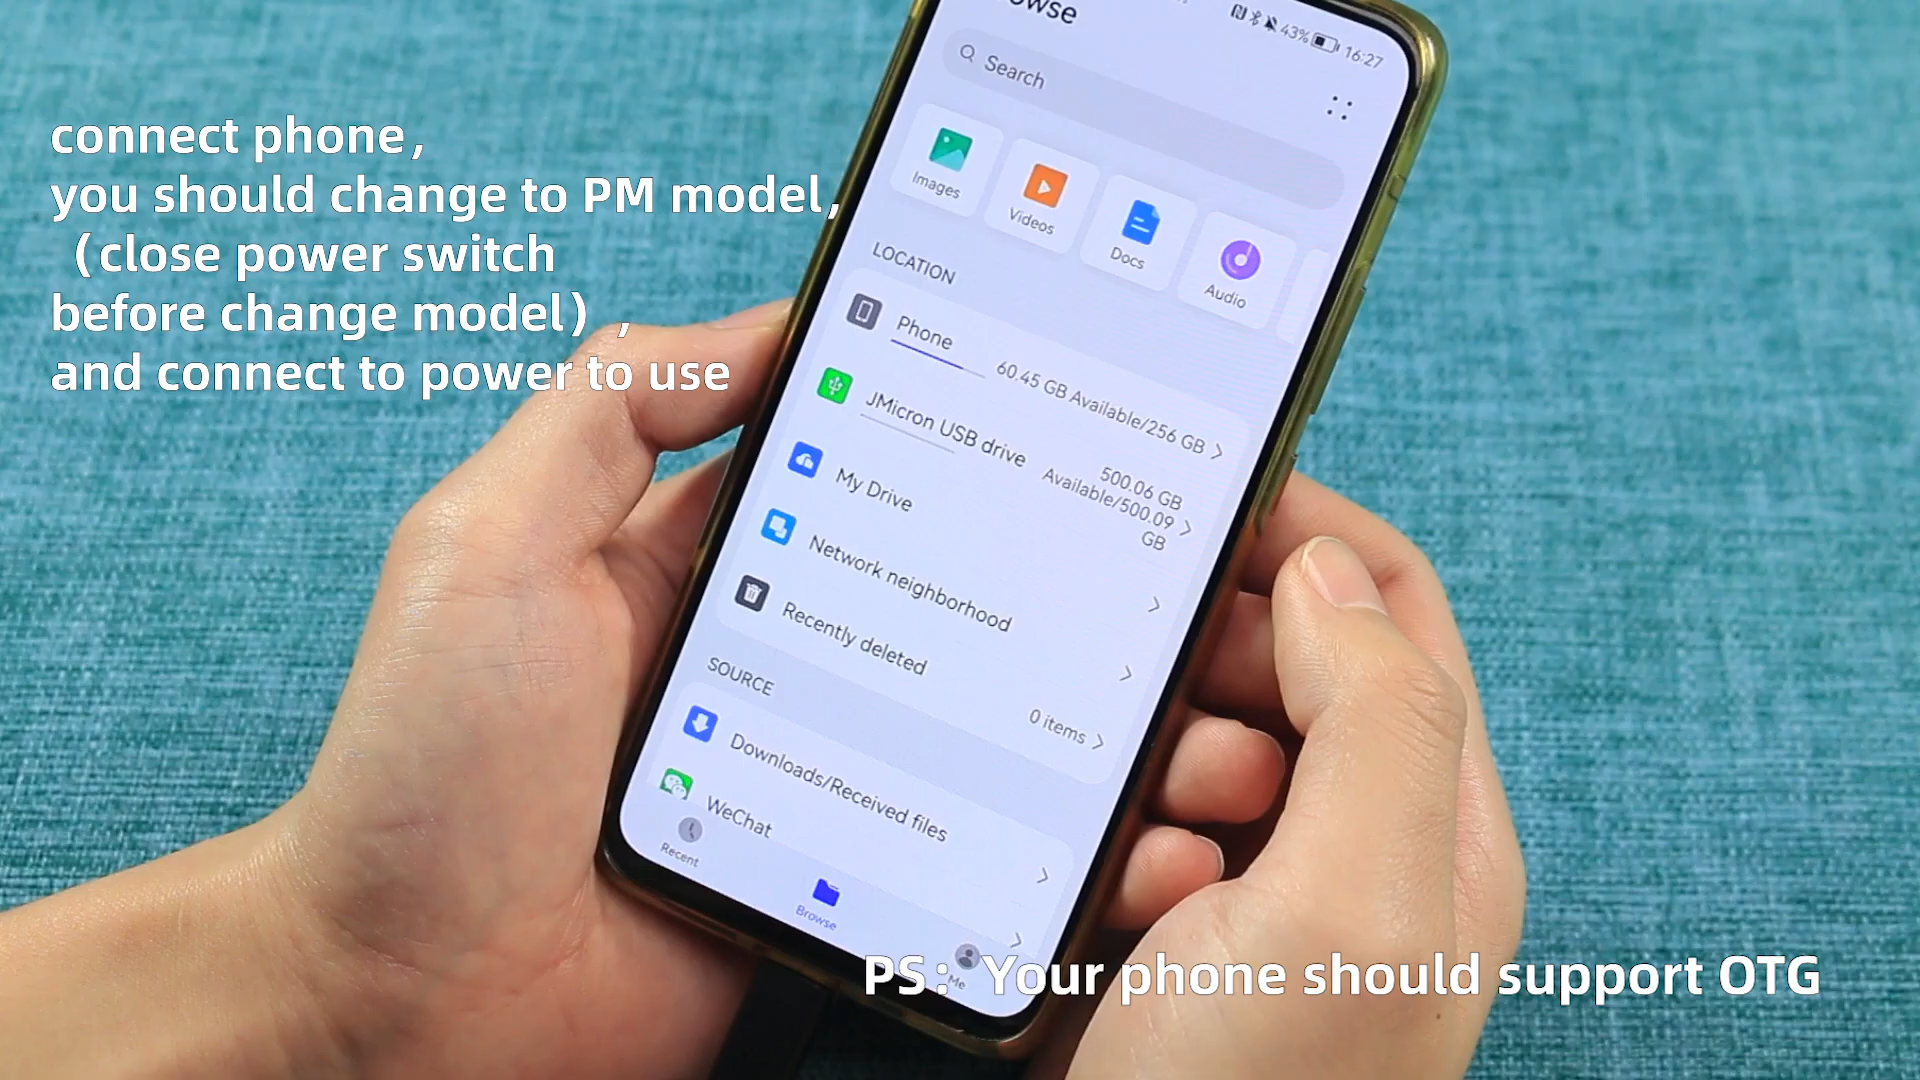 connect phone,
you should change to PM model,
（close power switch
before change model）,
and connect to power to use
43% 16:27
Search
Images
Videos
Docs
Audio
LOCATION
Phone
60.45 GB Available/256 GB
JMicron USB drive
500.06 GB
Available/500.09
GB
My Drive
Network neighborhood
Recently deleted
0 items
SOURCE
Downloads/Received files
WeChat
Recent
Browse
Me
PS：Your phone should support OTG